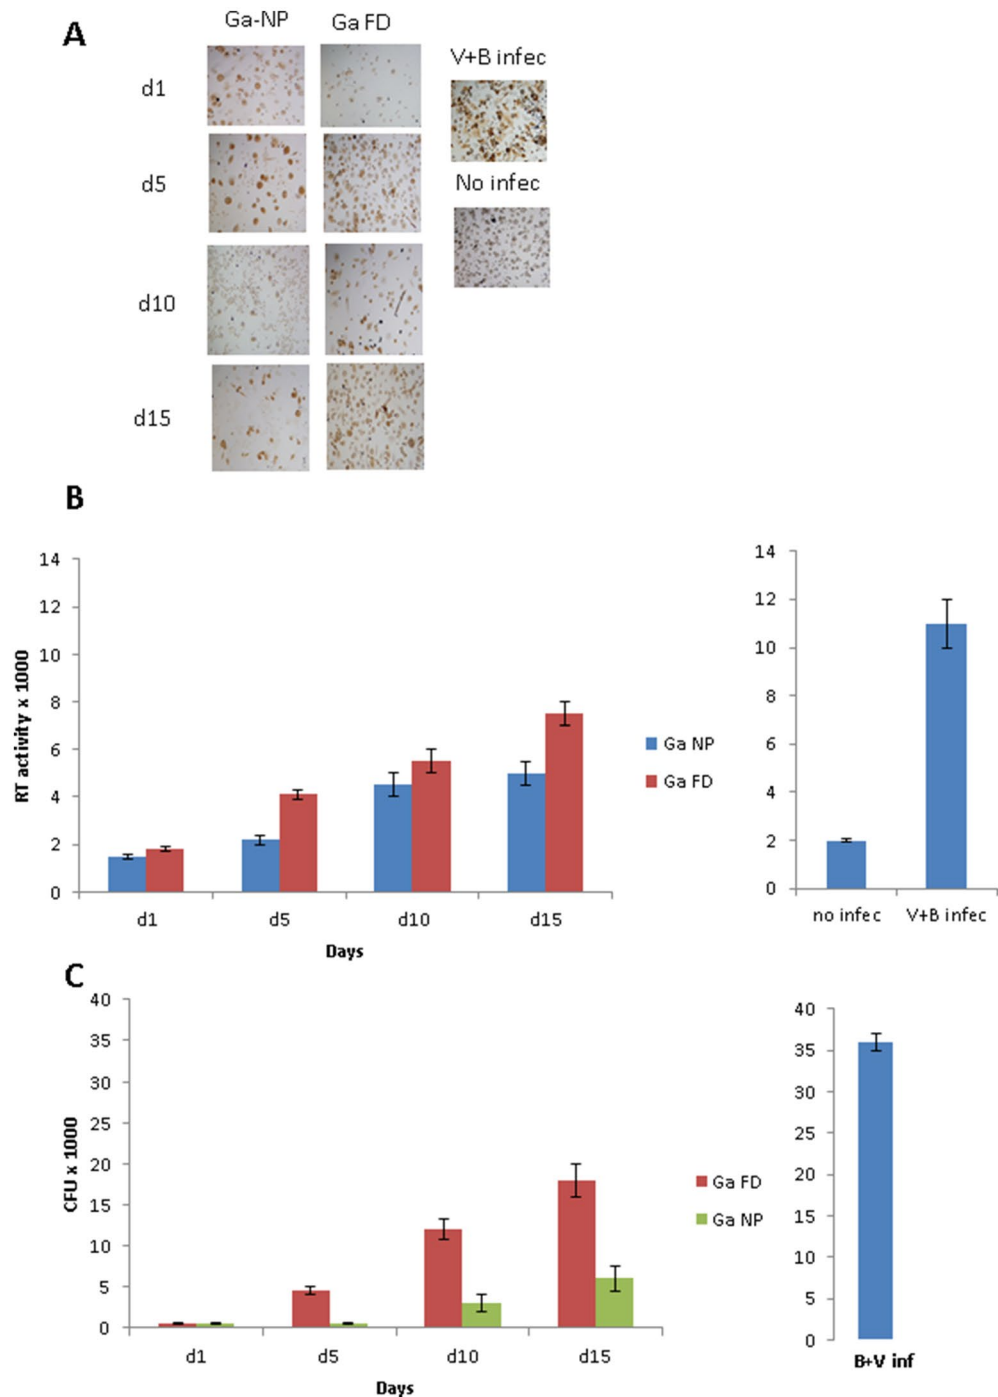 A
Ga-NP
Ga FD
V+B infec
d1
d5
No infec
d10
d15
B
14
12
10
8
6
4
2
0
RT activity x 1000
d1
d5
d10
d15
Days
Ga NP
Ga FD
14
12
10
8
6
4
2
0
no infec
V+B infec
C
40
35
30
25
20
15
10
5
0
CFU x 1000
d1
d5
d10
d15
Days
Ga FD
Ga NP
40
35
30
25
20
15
10
5
0
B+V inf